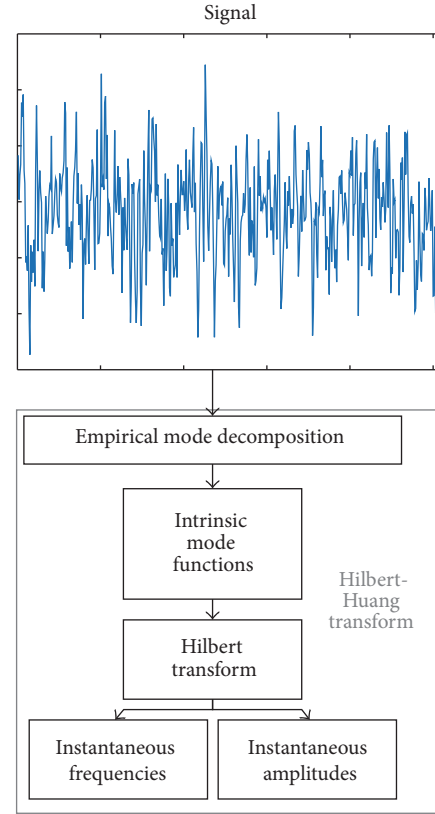 Signal
Empirical mode decomposition
Intrinsic
mode
functions
Hilbert-
Huang
transform
Hilbert
transform
Instantaneous
frequencies
Instantaneous
amplitudes